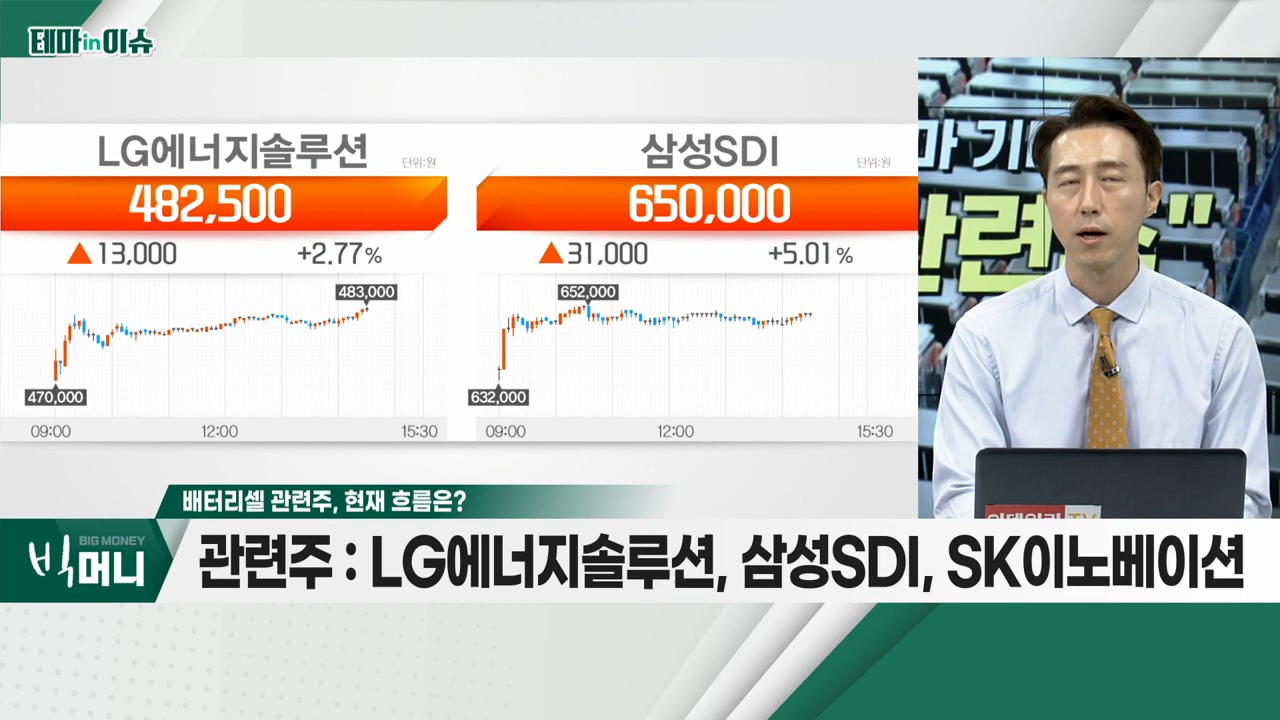 테마in이슈
LG에너지솔루션 단위:원
482,500
▲13,000 +2.77%
483,000
470,000
09:00 12:00 15:30
삼성SDI 단위:원
650,000
▲31,000 +5.01%
652,000
632,000
09:00 12:00 15:30
배터리셀 관련주, 현재 흐름은?
BIG MONEY
빅머니
관련주 : LG에너지솔루션, 삼성SDI, SK이노베이션